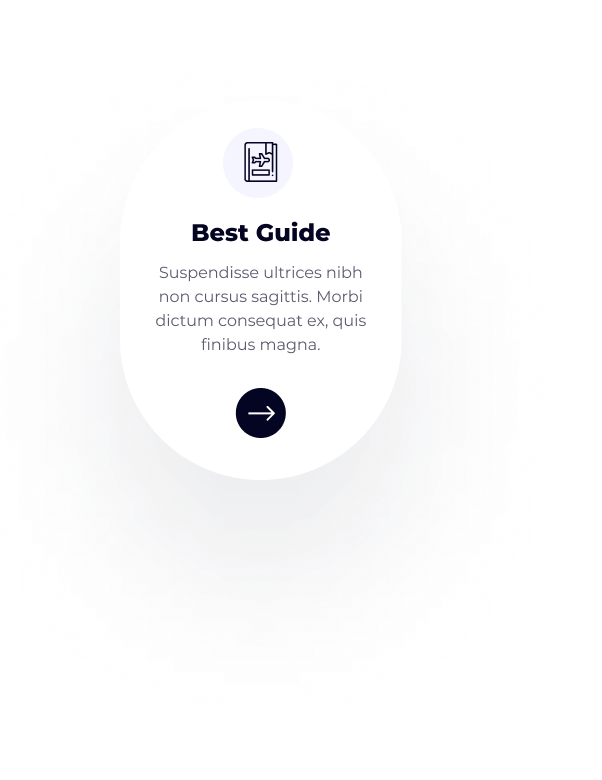 Best Guide
Suspendisse ultrices nibh
non cursus sagittis. Morbi
dictum consequat ex, quis
finibus magna.